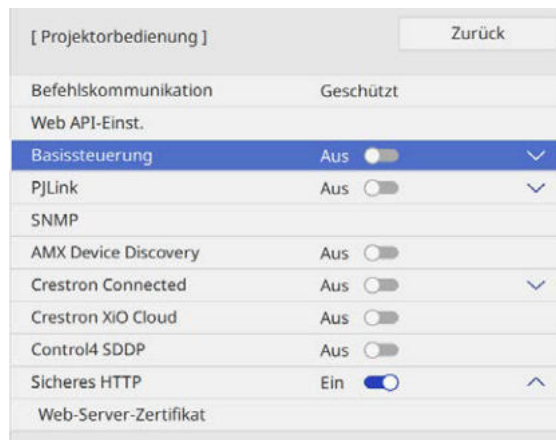 [ Projektorbedienung ] Zurück
Befehlskommunikation Geschützt
Web API-Einst.
Basissteuerung Aus
PJLink Aus
SNMP
AMX Device Discovery Aus
Crestron Connected Aus
Crestron XiO Cloud Aus
Control4 SDDP Aus
Sicheres HTTP Ein
Web-Server-Zertifikat